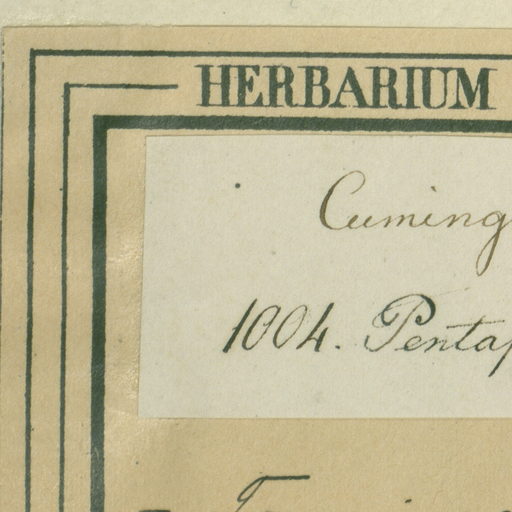 HERBARIUM
Cuming
1004. Pentap